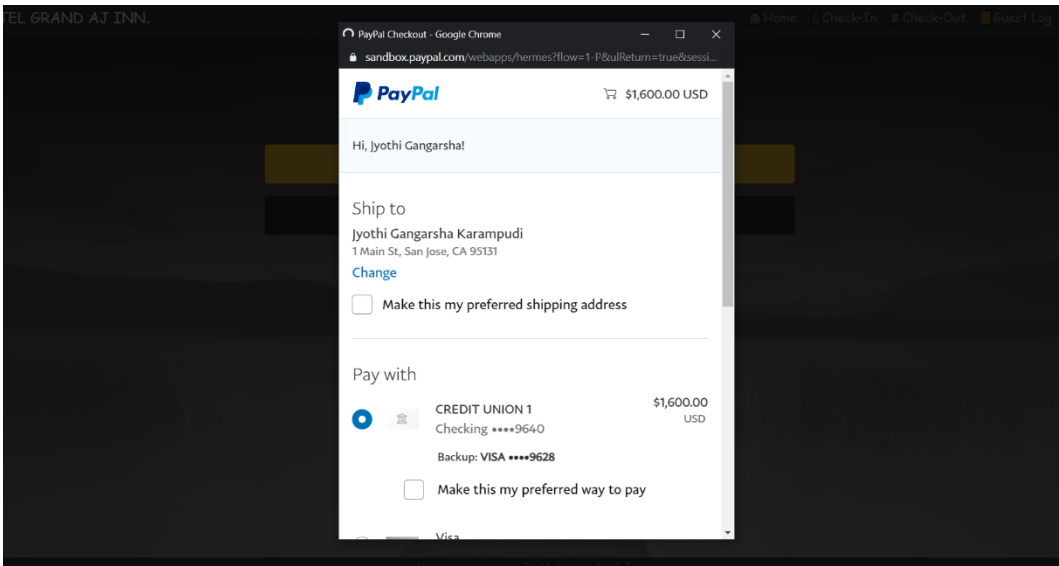 TEL GRAND AJ INN.
Home Check-In Check-Out Guest Log
PayPal Checkout - Google Chrome
sandbox.paypal.com/webapps/hermes?flow=1-P&ulReturn=true&sessi...
PayPal
$1,600.00 USD
Hi, Jyothi Gangarsha!
Ship to
Jyothi Gangarsha Karampudi
1 Main St, San Jose, CA 95131
Change
Make this my preferred shipping address
Pay with
CREDIT UNION 1
$1,600.00
Checking ••••9640
USD
Backup: VISA ••••9628
Make this my preferred way to pay
Visa